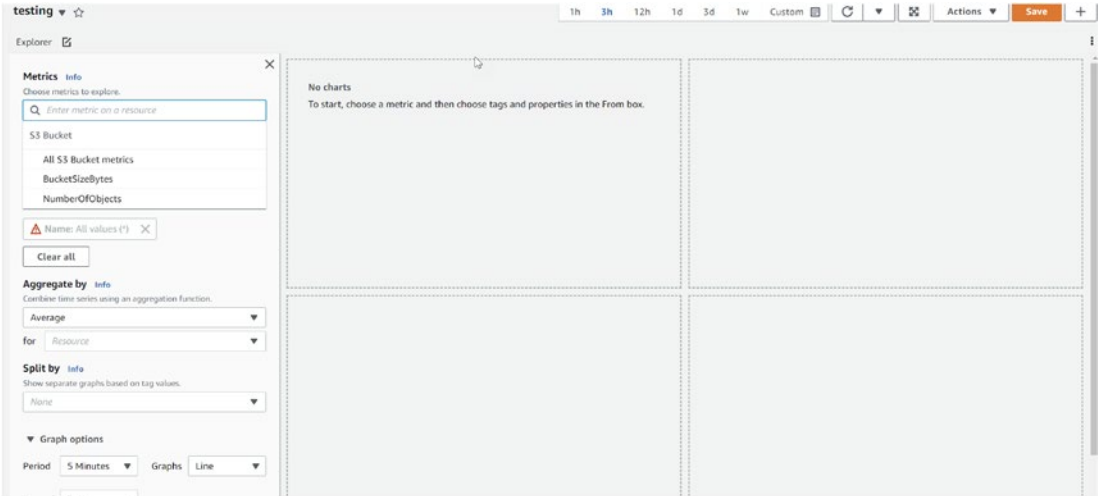 testing
1h 3h 12h 1d 3d 1w Custom Actions Save
Explorer
Metrics Info
Choose metrics to explore.
Enter metric on a resource
S3 Bucket
All S3 Bucket metrics
BucketSizeBytes
NumberOfObjects
Name: All values (*)
Clear all
Aggregate by Info
Combine time series using an aggregation function.
Average
for Resource
Split by Info
Show separate graphs based on tag values.
None
Graph options
Period 5 Minutes Graphs Line
No charts
To start, choose a metric and then choose tags and properties in the From box.